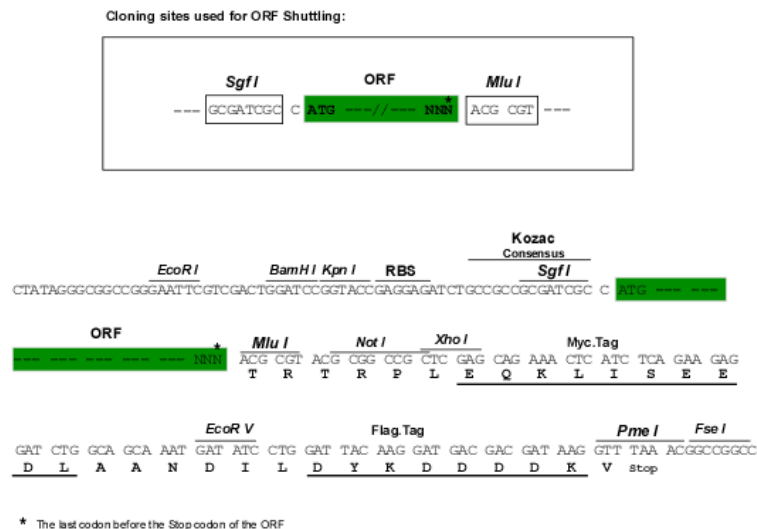 Cloning sites used for ORF Shuttling:
Sgf I ORF Mlu I
--- GCGATCGC C ATG ---//--- NNN* ACG CGT ---
Kozac
Consensus
EcoR I BamH I Kpn I RBS Sgf I
CTATAGGGCGGCCGGGAATTCGTCGACTGGATCCGGTACCGAGGAGATCTGCCGCCGCGATCGC C ATG --- ---
ORF Mlu I Not I Xho I Myc.Tag
--- --- --- --- --- --- NNN* ACG CGT ACG CGG CCG CTC GAG CAG AAA CTC ATC TCA GAA GAG
T R T R P L E Q K L I S E E
EcoR V Flag.Tag Pme I Fse I
GAT CTG GCA GCA AAT GAT ATC CTG GAT TAC AAG GAT GAC GAC GAT AAG GTT TAA ACGGCCGGCC
D L A A N D I L D Y K D D D D K V Stop
* The last codon before the Stop codon of the ORF